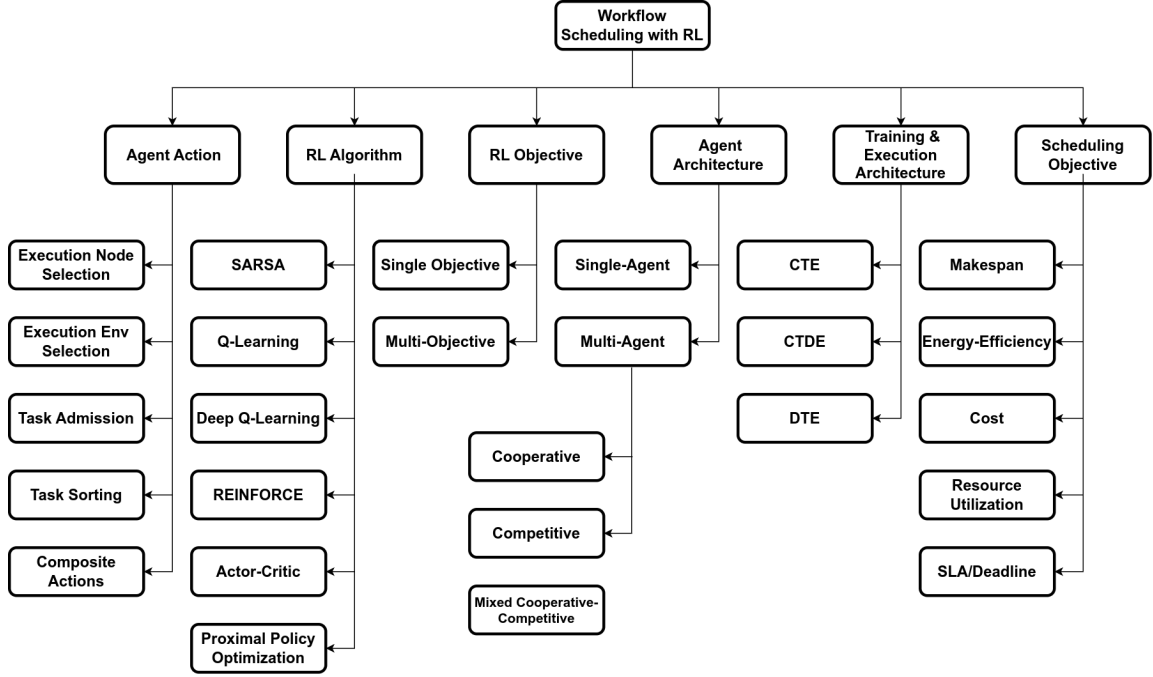 Workflow
Scheduling with RL
Agent Action
RL Algorithm
RL Objective
Agent
Architecture
Training &
Execution
Architecture
Scheduling
Objective
Execution Node
Selection
SARSA
Single Objective
Single-Agent
CTE
Makespan
Execution Env
Selection
Q-Learning
Multi-Objective
Multi-Agent
CTDE
Energy-Efficiency
Task Admission
Deep Q-Learning
DTE
Cost
Cooperative
Task Sorting
REINFORCE
Resource
Utilization
Competitive
Composite
Actions
Actor-Critic
SLA/Deadline
Mixed Cooperative-
Competitive
Proximal Policy
Optimization